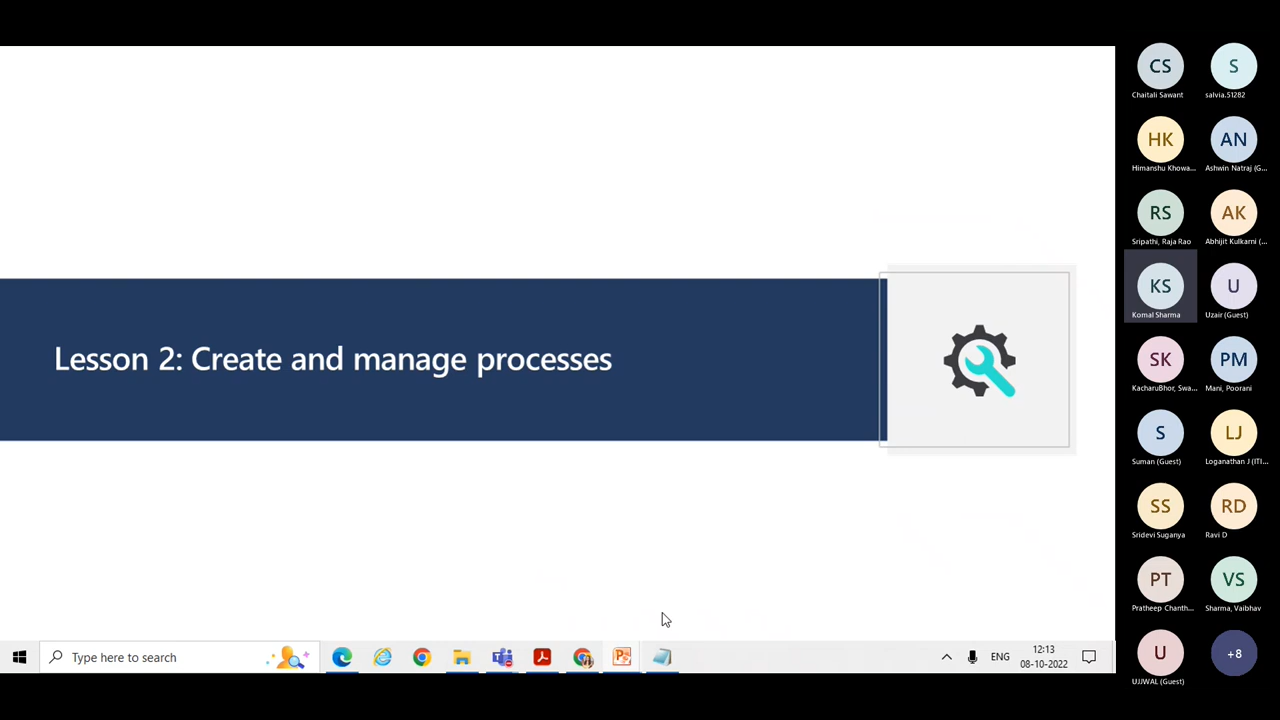 Lesson 2: Create and manage processes
CS
Chaitali Sawant
S
salvia.51282
HK
Himanshu Khowa...
AN
Ashwin Natraj (G...
RS
Sripathi, Raja Rao
AK
Abhijit Kulkarni (...
KS
Komal Sharma
U
Uzair (Guest)
SK
KacharuBhor, Swa...
PM
Mani, Poorani
S
Suman (Guest)
LJ
Loganathan J (ITI...
SS
Sridevi Suganya
RD
Ravi D
PT
Pratheep Chanth...
VS
Sharma, Vaibhav
U
UJJWAL (Guest)
+8
Type here to search
ENG
12:13
08-10-2022